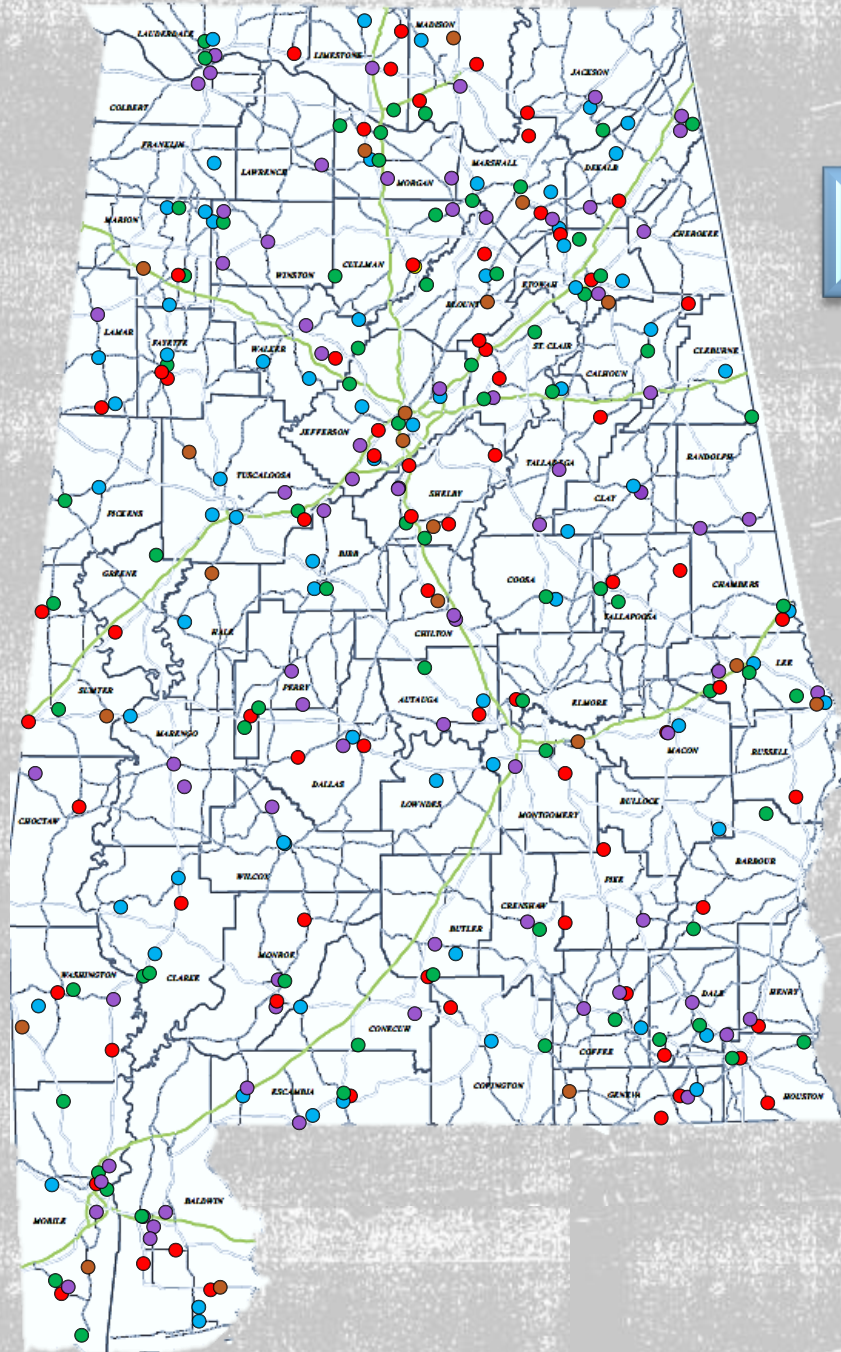 LAUDERDALE
MADISON
LIMESTONE
JACKSON
COLBERT
FRANKLIN
LAWRENCE
MORGAN
MARSHALL
DEKALB
MARION
CHEROKEE
WINSTON
CULLMAN
ETOWAH
BLOUNT
LAMAR
FAYETTE
WALKER
ST. CLAIR
CALHOUN
CLEBURNE
JEFFERSON
TALLADEGA
RANDOLPH
TUSCALOOSA
SHELBY
CLAY
PICKENS
BIBB
GREENE
COOSA
CHAMBERS
HALE
CHILTON
TALLAPOOSA
LEE
SUMTER
PERRY
AUTAUGA
ELMORE
MARENGO
MACON
RUSSELL
DALLAS
CHOCTAW
LOWNDES
MONTGOMERY
BULLOCK
BARBOUR
WILCOX
PIKE
CRENSHAW
BUTLER
MONROE
WASHINGTON
CLARKE
DALE
HENRY
CONECUH
COFFEE
ESCAMBIA
COVINGTON
GENEVA
HOUSTON
MOBILE
BALDWIN